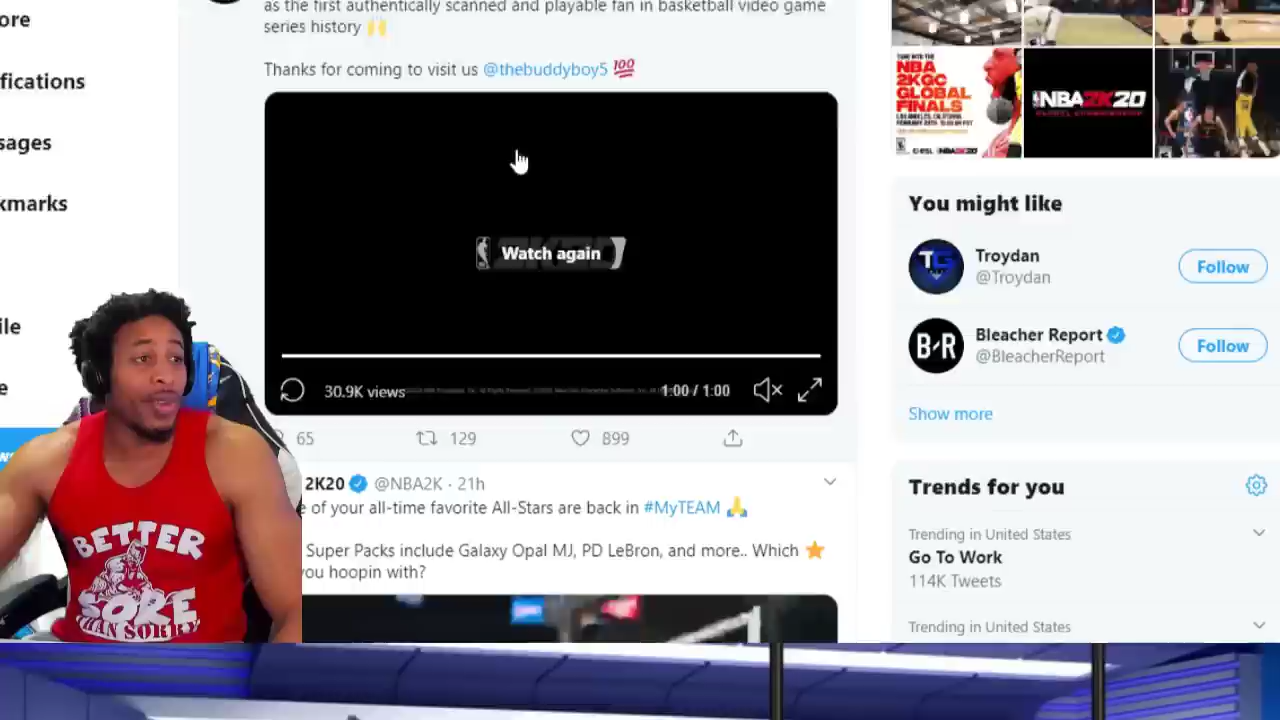 ore
fications
sages
kmarks
ile
e
as the first authentically scanned and playable fan in basketball video game
series history 🙌
Thanks for coming to visit us @thebuddyboy5 💯
Watch again
30.9K views
1:00 / 1:00
65 129 899
2K20 @NBA2K · 21h
e of your all-time favorite All-Stars are back in #MyTEAM 🙏
Super Packs include Galaxy Opal MJ, PD LeBron, and more.. Which ⭐
you hoopin with?
BETTER
SORE
THAN SORRY
NBA
2KGC
GLOBAL
FINALS
NBA2K20
You might like
TG
Troydan
@Troydan
Follow
B/R
Bleacher Report
@BleacherReport
Follow
Show more
Trends for you
Trending in United States
Go To Work
114K Tweets
Trending in United States